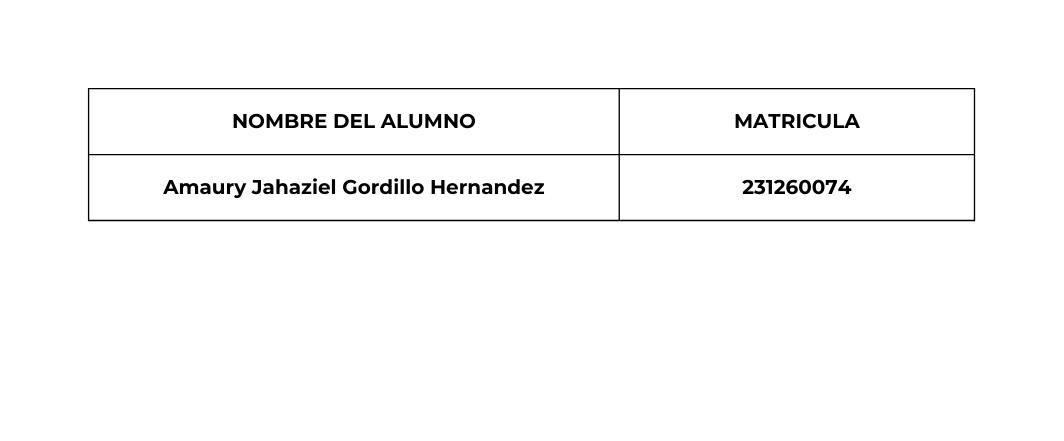 NOMBRE DEL ALUMNO MATRICULA
Amaury Jahaziel Gordillo Hernandez 231260074